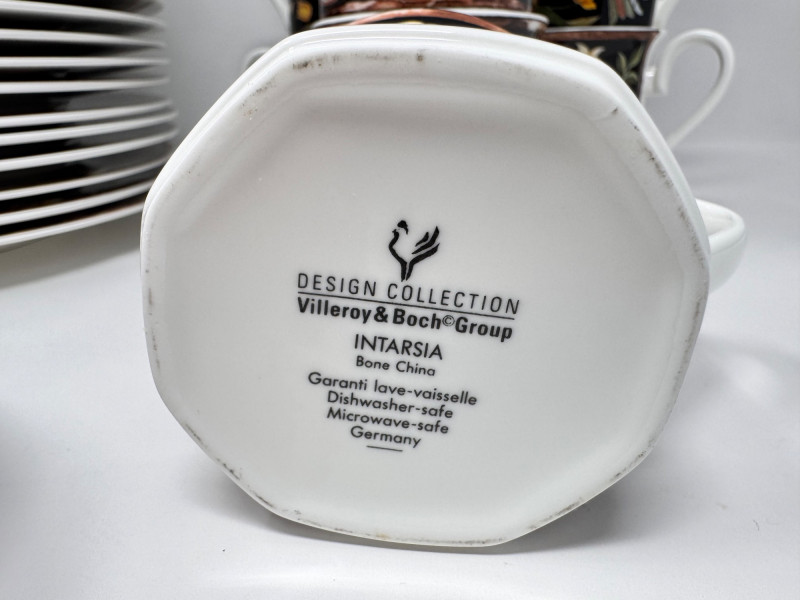 DESIGN COLLECTION
Villeroy & Boch©Group
INTARSIA
Bone China
Garanti lave-vaisselle
Dishwasher-safe
Microwave-safe
Germany